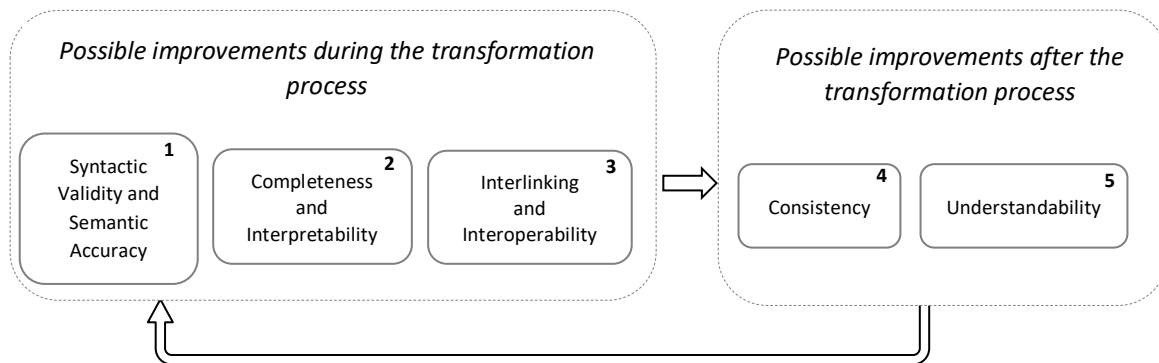 Possible improvements during the transformation
process
1
Syntactic
Validity and
Semantic
Accuracy
2
Completeness
and
Interpretability
3
Interlinking
and
Interoperability
Possible improvements after the
transformation process
4
Consistency
5
Understandability